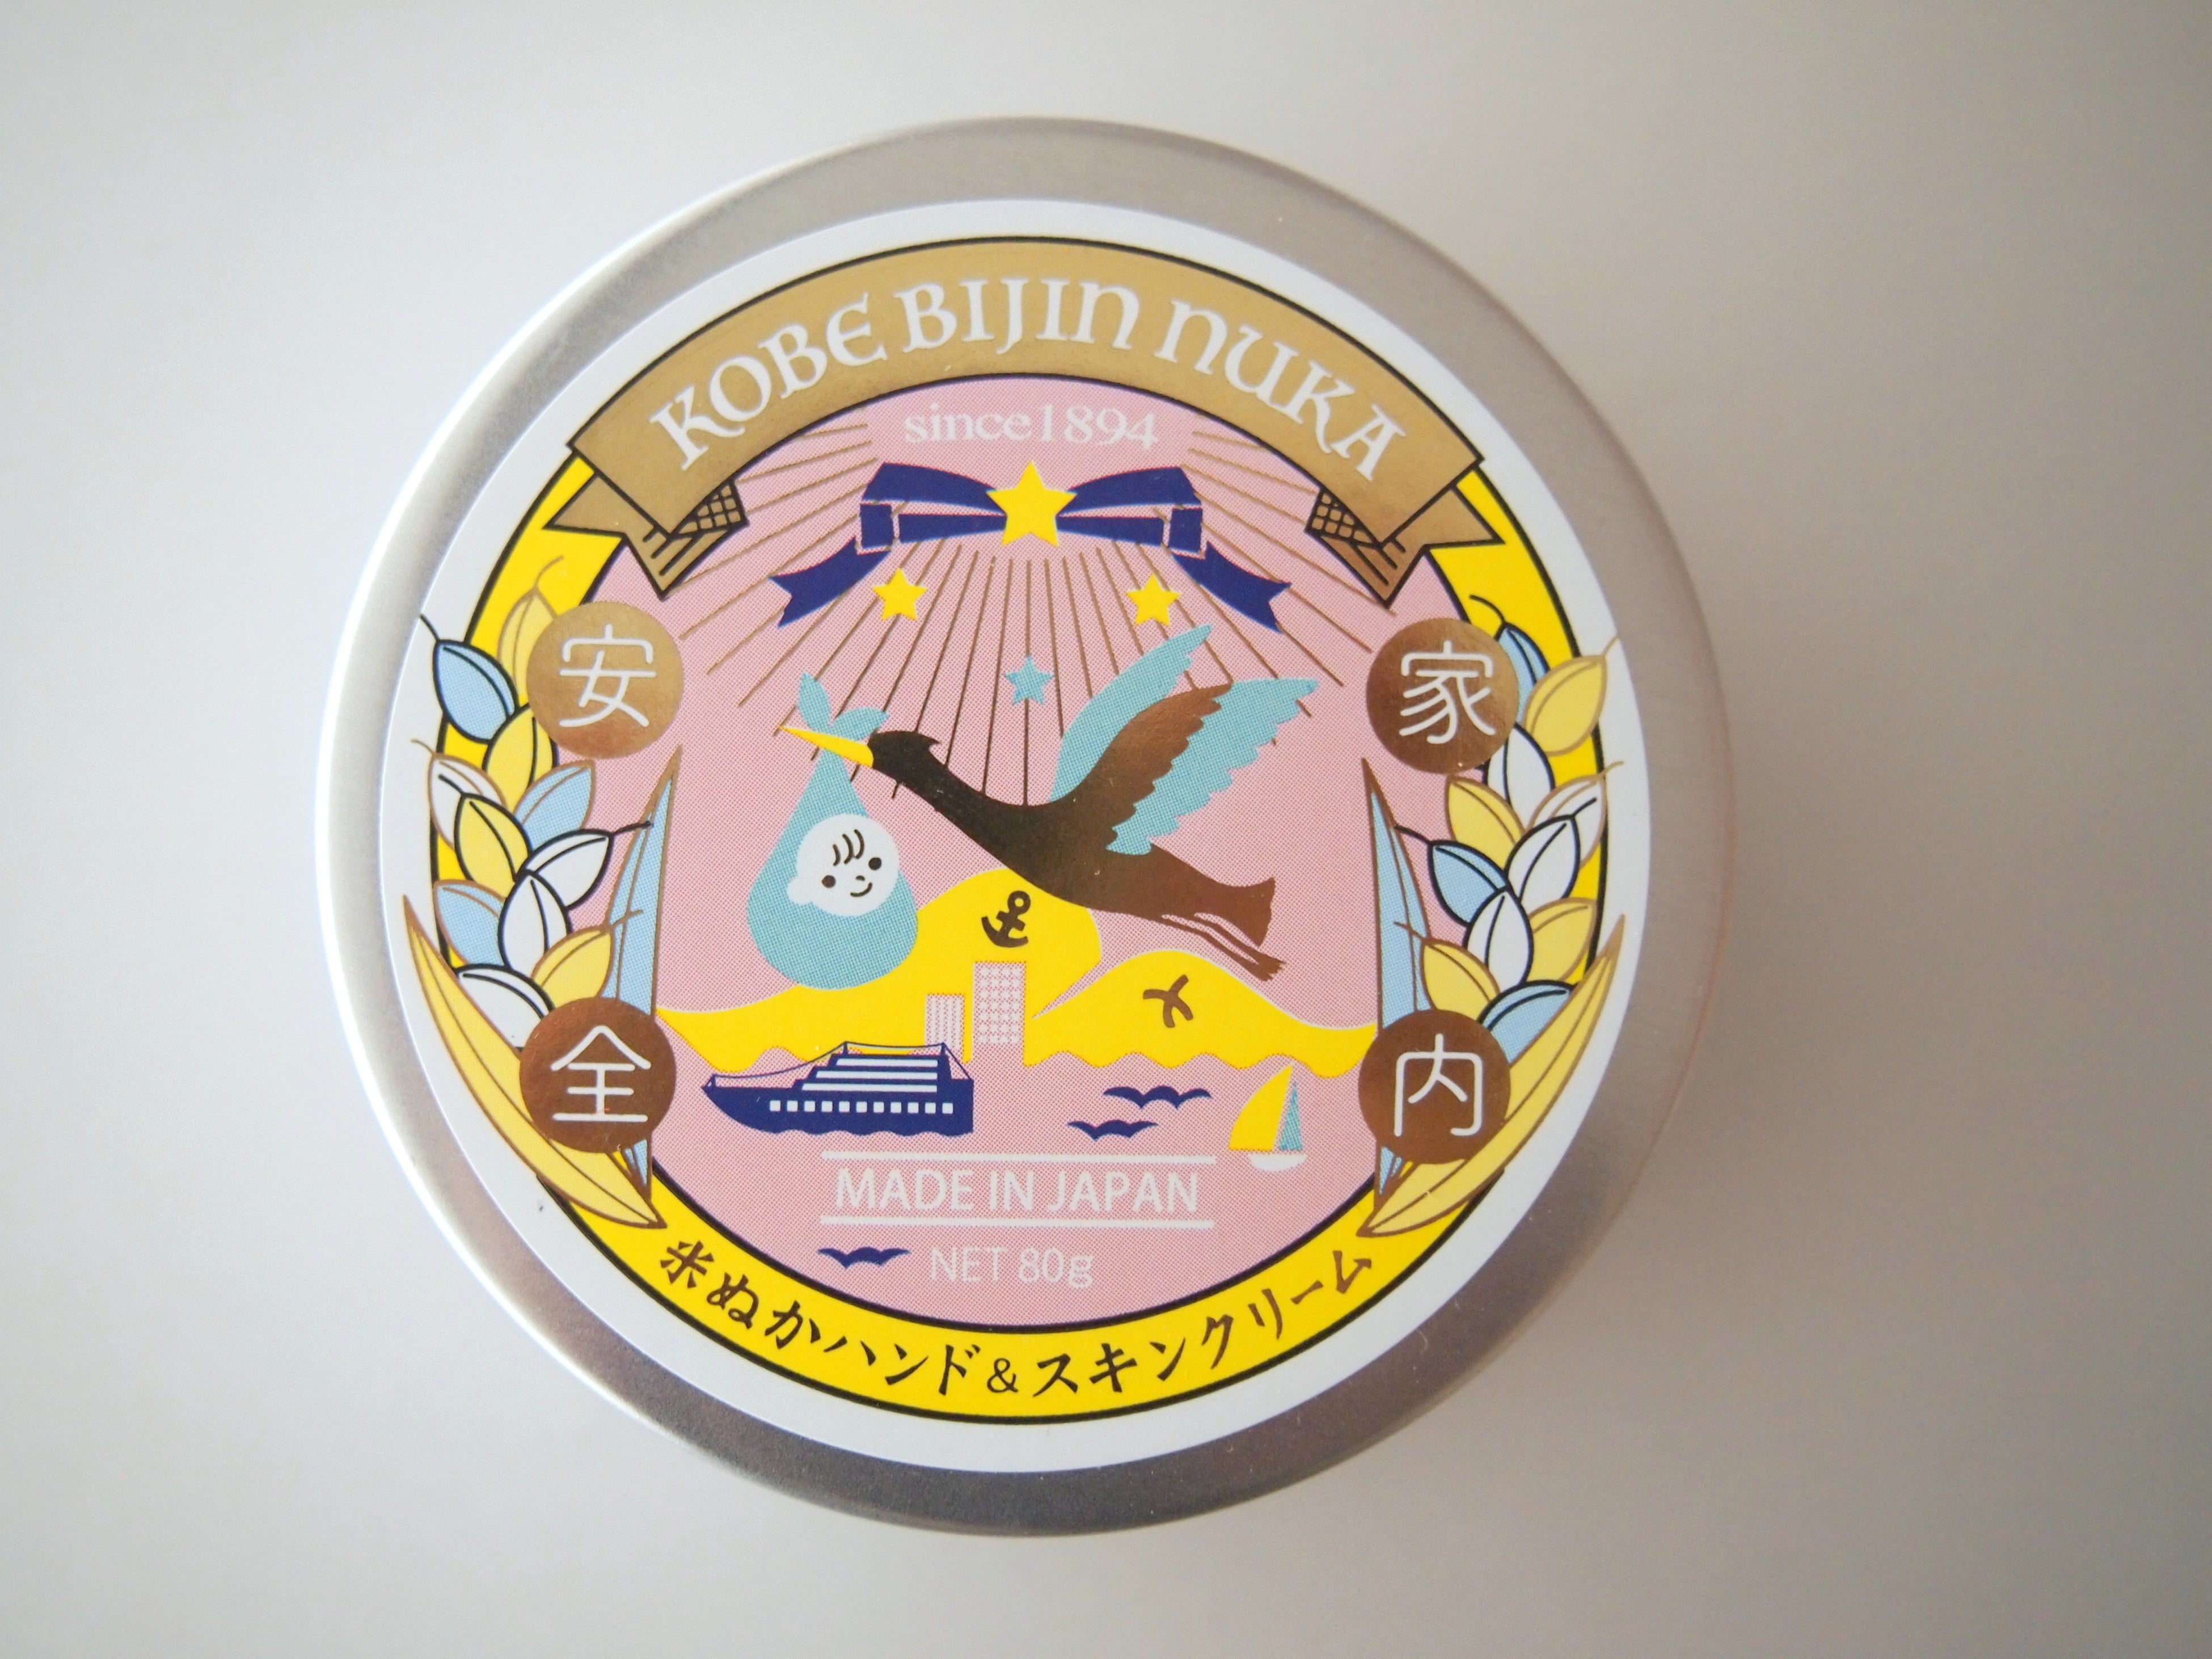 KOBE BIJIN NUKA
since1894
家内
安全
MADE IN JAPAN
NET 80g
米ぬかハンド&スキンクリーム